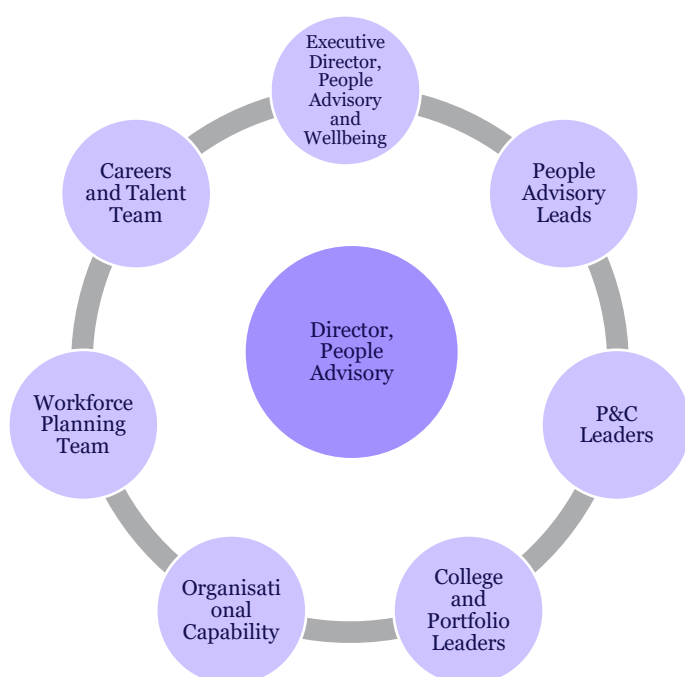 Executive
Director,
People
Advisory
and
Wellbeing
People
Advisory
Leads
P&C
Leaders
College
and
Portfolio
Leaders
Organisati
onal
Capability
Workforce
Planning
Team
Careers
and Talent
Team
Director,
People
Advisory